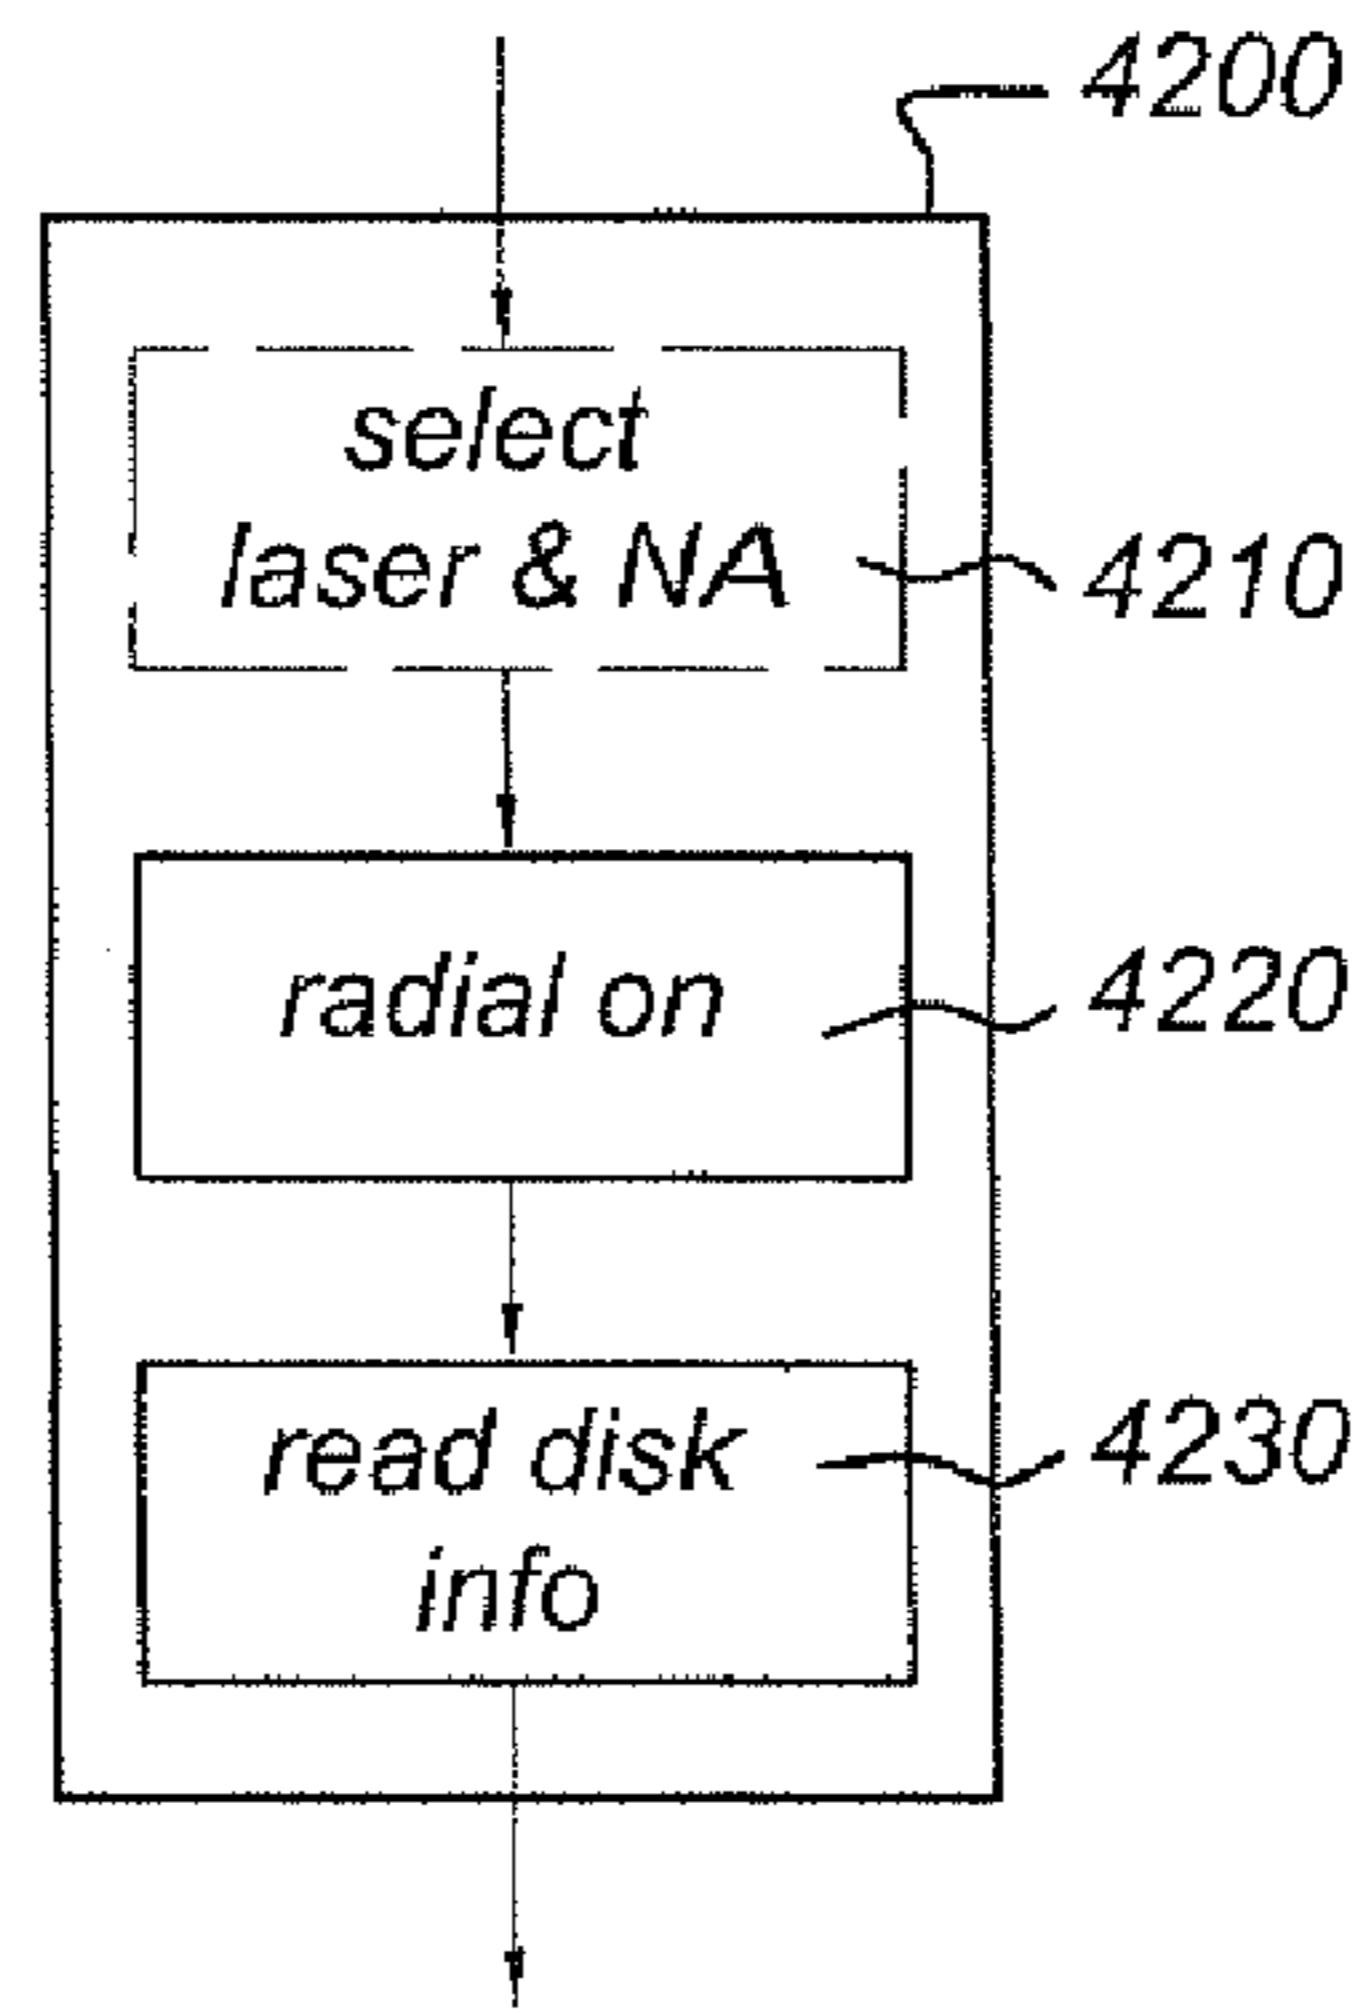 4200
select
laser & NA
4210
radial on
4220
read disk
info
4230